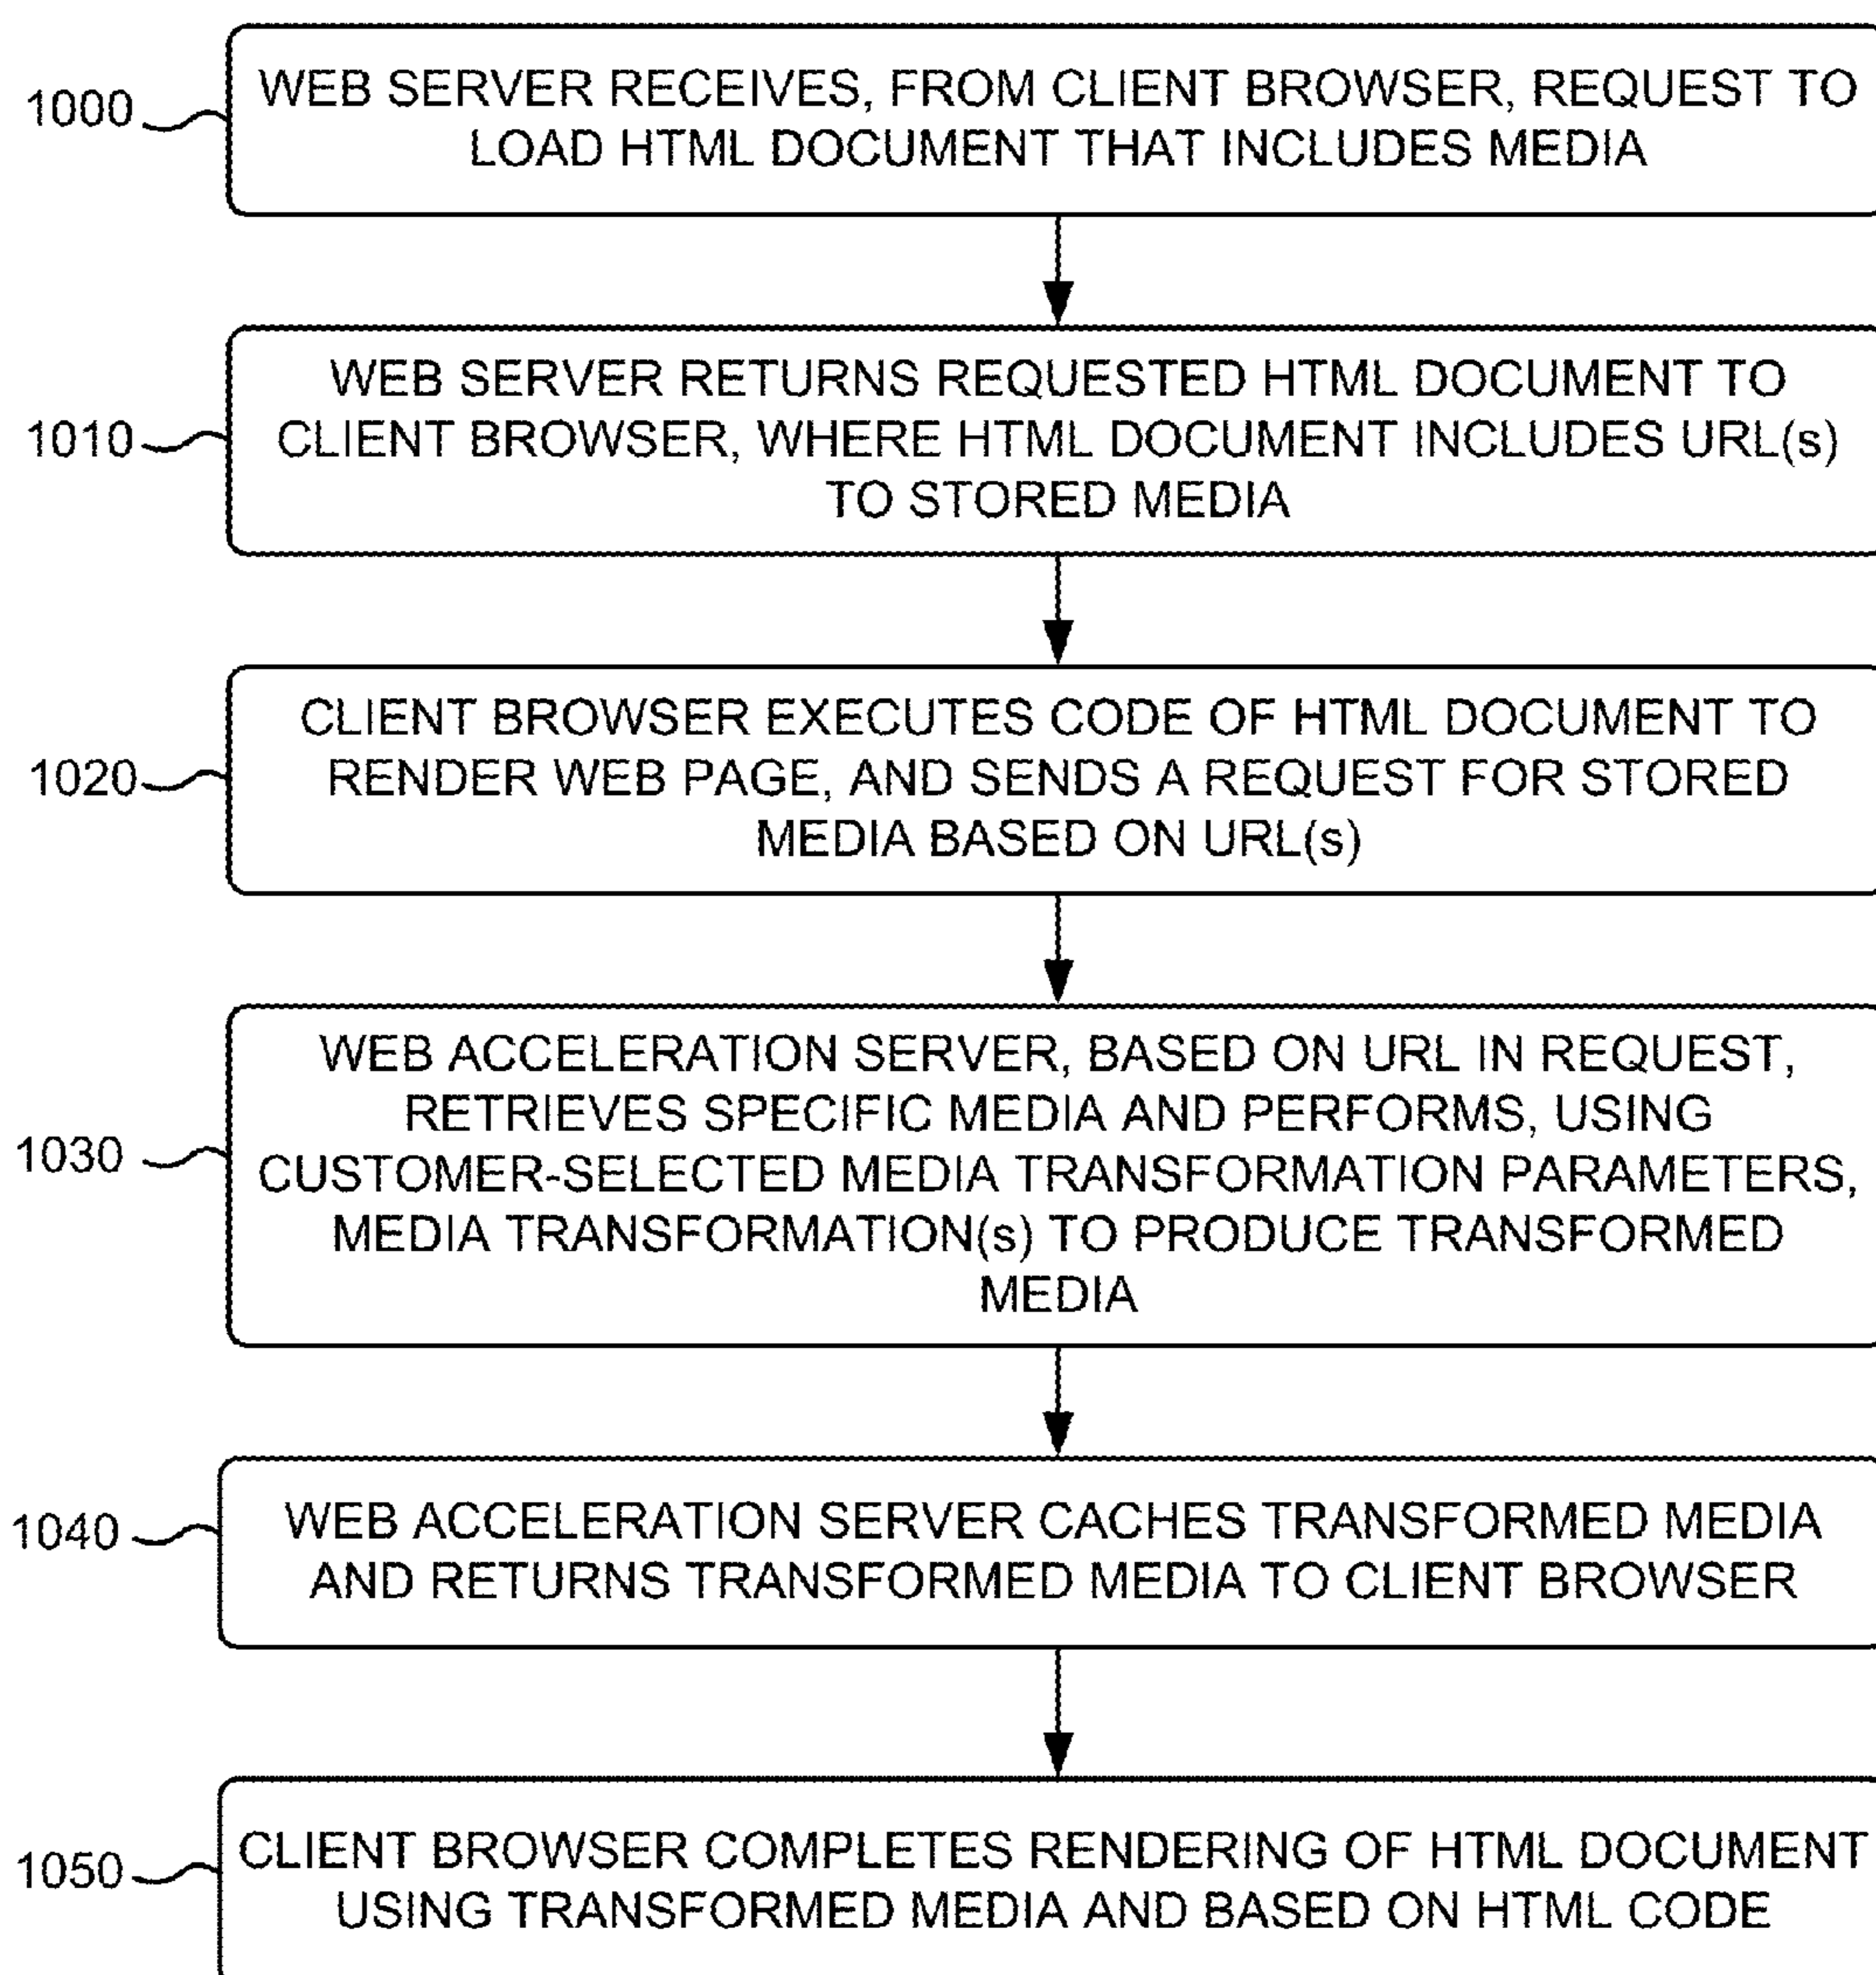 1000
WEB SERVER RECEIVES, FROM CLIENT BROWSER, REQUEST TO
LOAD HTML DOCUMENT THAT INCLUDES MEDIA
1010
WEB SERVER RETURNS REQUESTED HTML DOCUMENT TO
CLIENT BROWSER, WHERE HTML DOCUMENT INCLUDES URL(s)
TO STORED MEDIA
1020
CLIENT BROWSER EXECUTES CODE OF HTML DOCUMENT TO
RENDER WEB PAGE, AND SENDS A REQUEST FOR STORED
MEDIA BASED ON URL(s)
1030
WEB ACCELERATION SERVER, BASED ON URL IN REQUEST,
RETRIEVES SPECIFIC MEDIA AND PERFORMS, USING
CUSTOMER-SELECTED MEDIA TRANSFORMATION PARAMETERS,
MEDIA TRANSFORMATION(s) TO PRODUCE TRANSFORMED
MEDIA
1040
WEB ACCELERATION SERVER CACHES TRANSFORMED MEDIA
AND RETURNS TRANSFORMED MEDIA TO CLIENT BROWSER
1050
CLIENT BROWSER COMPLETES RENDERING OF HTML DOCUMENT
USING TRANSFORMED MEDIA AND BASED ON HTML CODE